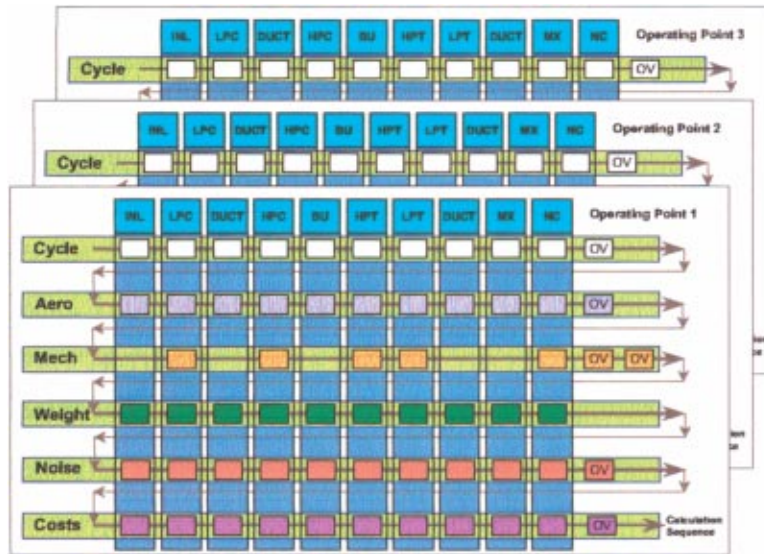 INL LPC DUCT HPC BU HPT LPT DUCT MX NC Operating Point 3
Cycle OV
INL LPC DUCT HPC BU HPT LPT DUCT MX NC Operating Point 2
Cycle OV
INL LPC DUCT HPC BU HPT LPT DUCT MX NC Operating Point 1
Cycle OV
Aero OV
Mech OV OV
Weight
Noise OV
Costs OV Calculation
Sequence